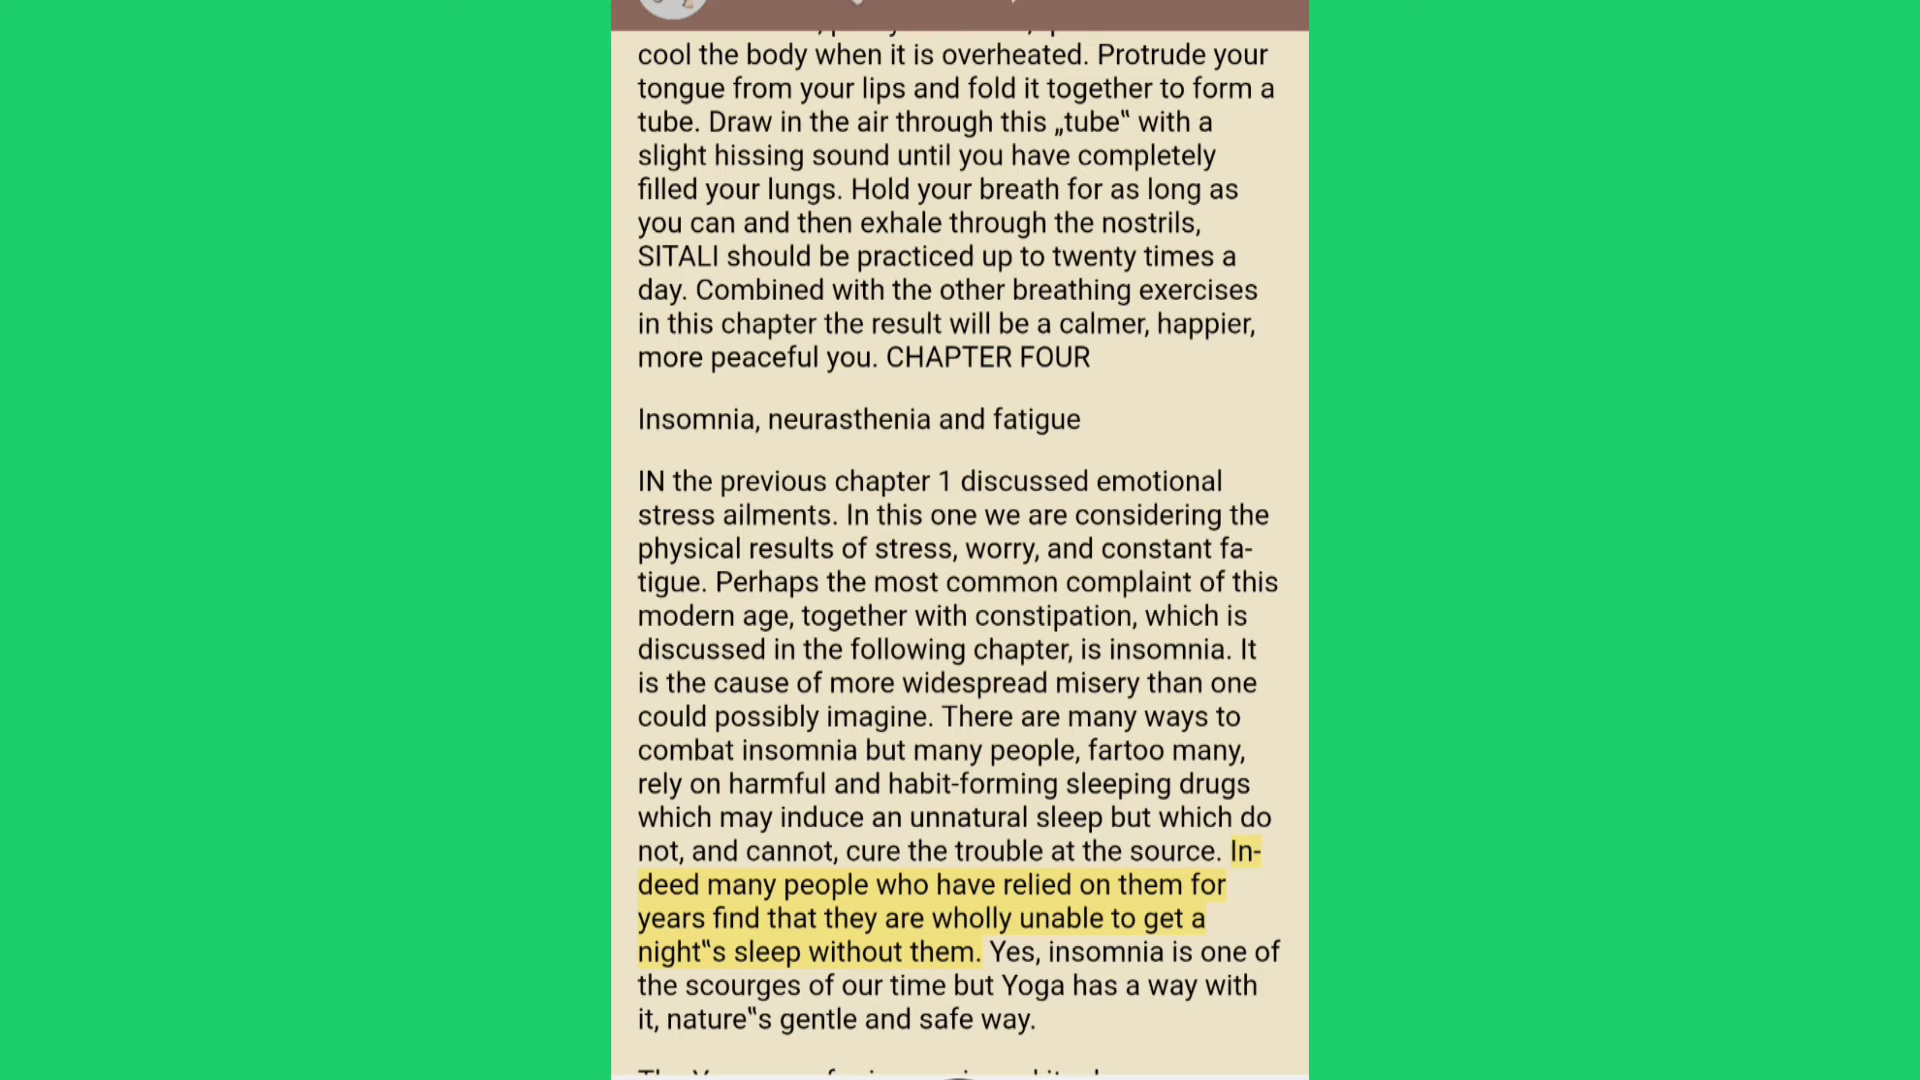 cool the body when it is overheated. Protrude your
tongue from your lips and fold it together to form a
tube. Draw in the air through this „tube‟ with a
slight hissing sound until you have completely
filled your lungs. Hold your breath for as long as
you can and then exhale through the nostrils,
SITALI should be practiced up to twenty times a
day. Combined with the other breathing exercises
in this chapter the result will be a calmer, happier,
more peaceful you. CHAPTER FOUR
Insomnia, neurasthenia and fatigue
IN the previous chapter 1 discussed emotional
stress ailments. In this one we are considering the
physical results of stress, worry, and constant fa-
tigue. Perhaps the most common complaint of this
modern age, together with constipation, which is
discussed in the following chapter, is insomnia. It
is the cause of more widespread misery than one
could possibly imagine. There are many ways to
combat insomnia but many people, fartoo many,
rely on harmful and habit-forming sleeping drugs
which may induce an unnatural sleep but which do
not, and cannot, cure the trouble at the source. In-
deed many people who have relied on them for
years find that they are wholly unable to get a
night‟s sleep without them. Yes, insomnia is one of
the scourges of our time but Yoga has a way with
it, nature‟s gentle and safe way.